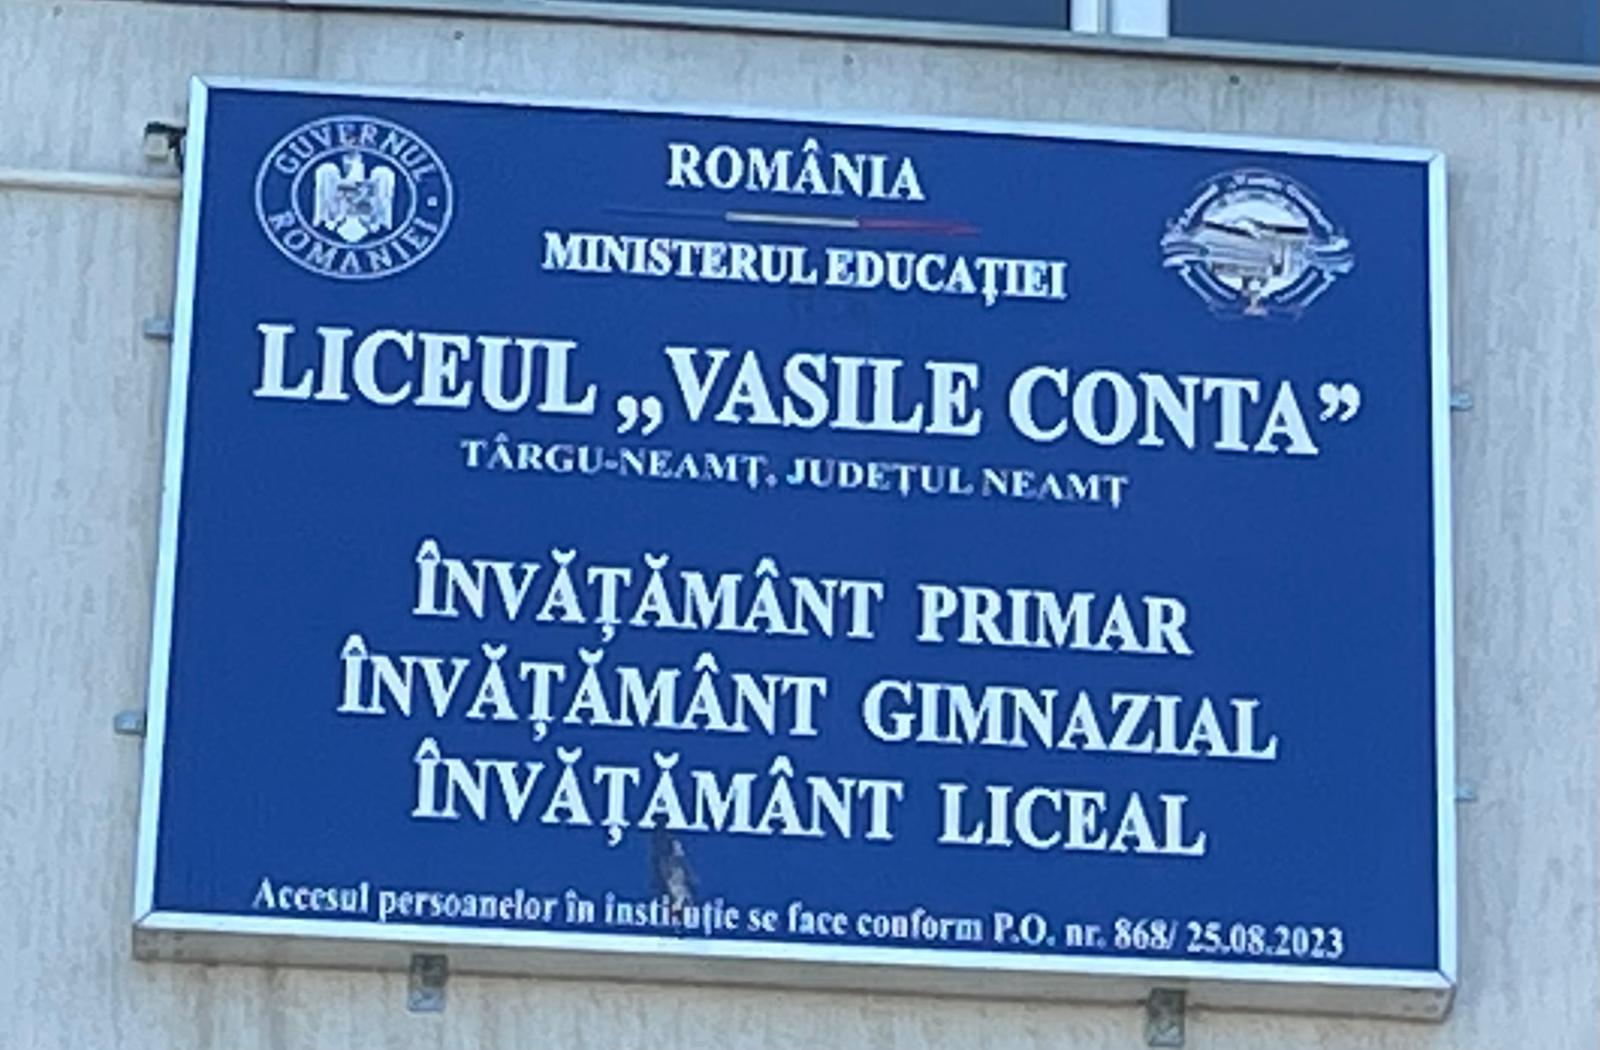 GUVERNUL ROMÂNIEI
ROMÂNIA
MINISTERUL EDUCAȚIEI
LICEUL „VASILE CONTA”
TÂRGU-NEAMȚ, JUDEȚUL NEAMȚ
ÎNVĂȚĂMÂNT PRIMAR
ÎNVĂȚĂMÂNT GIMNAZIAL
ÎNVĂȚĂMÂNT LICEAL
Accesul persoanelor în instituție se face conform P.O. nr. 868/ 25.08.2023